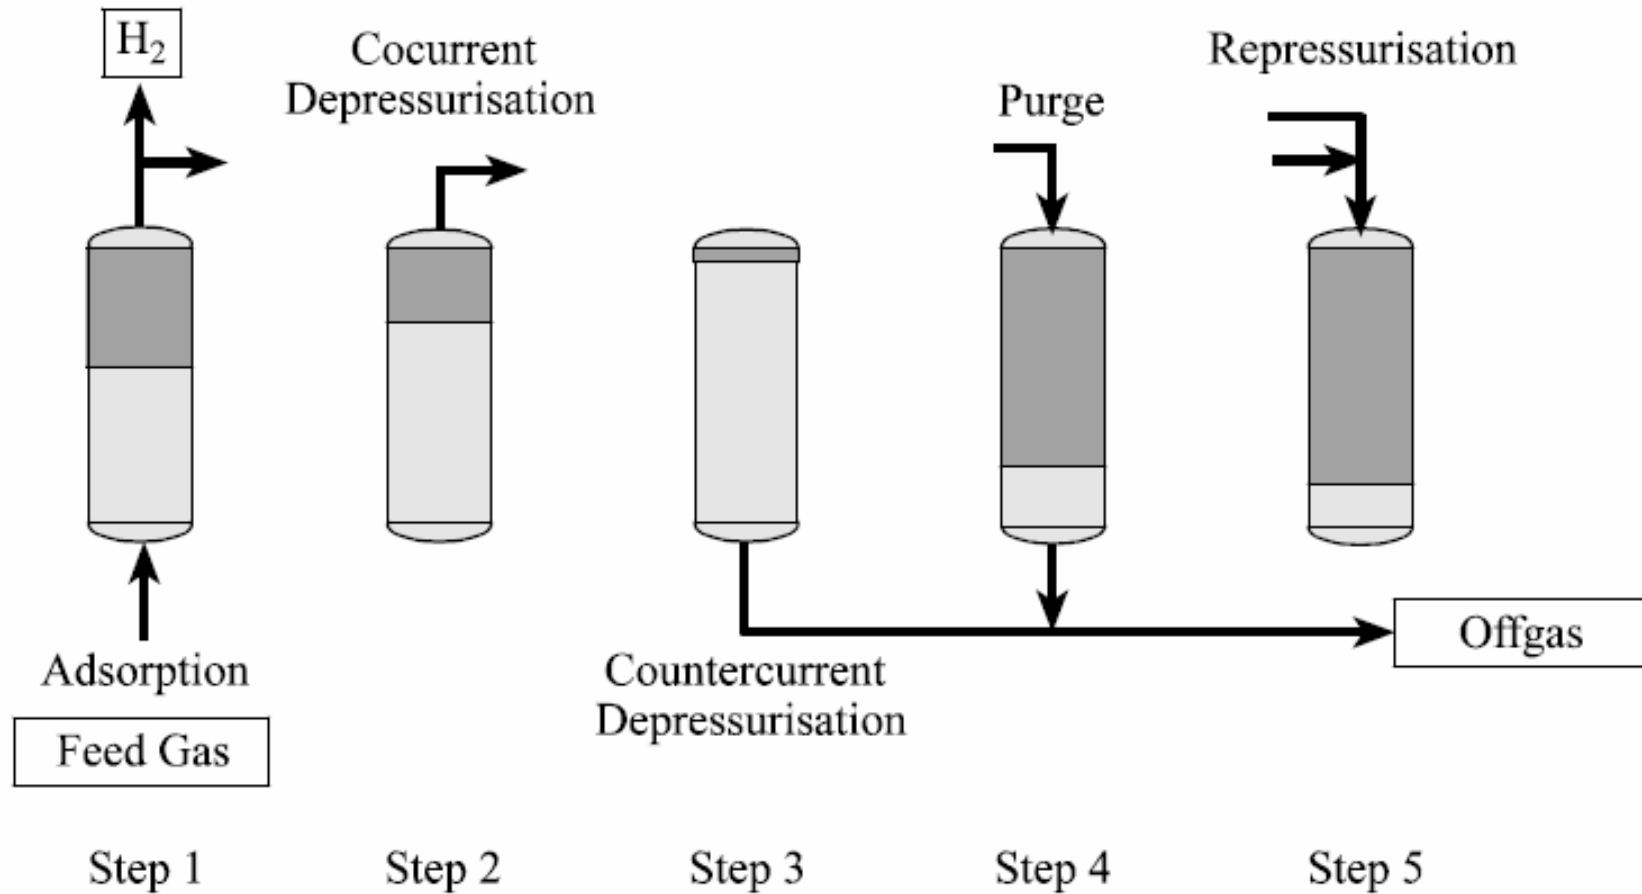 H₂
Cocurrent
Depressurisation
Repressurisation
Purge
Adsorption
Feed Gas
Countercurrent
Depressurisation
Offgas
Step 1
Step 2
Step 3
Step 4
Step 5